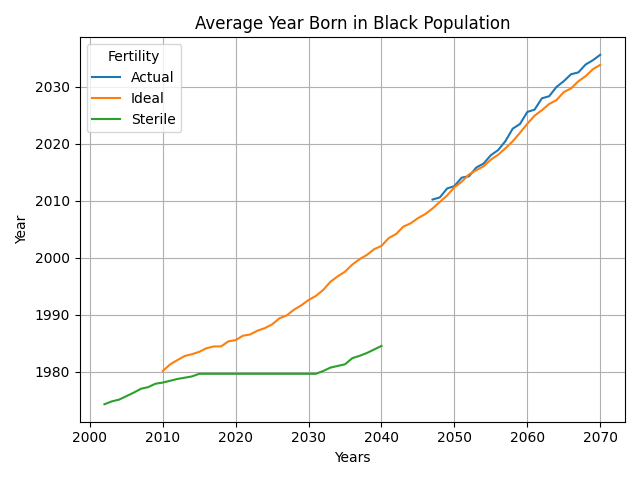 Average Year Born in Black Population
Fertility
Actual
Ideal
Sterile
Year
2030
2020
2010
2000
1990
1980
2000 2010 2020 2030 2040 2050 2060 2070
Years